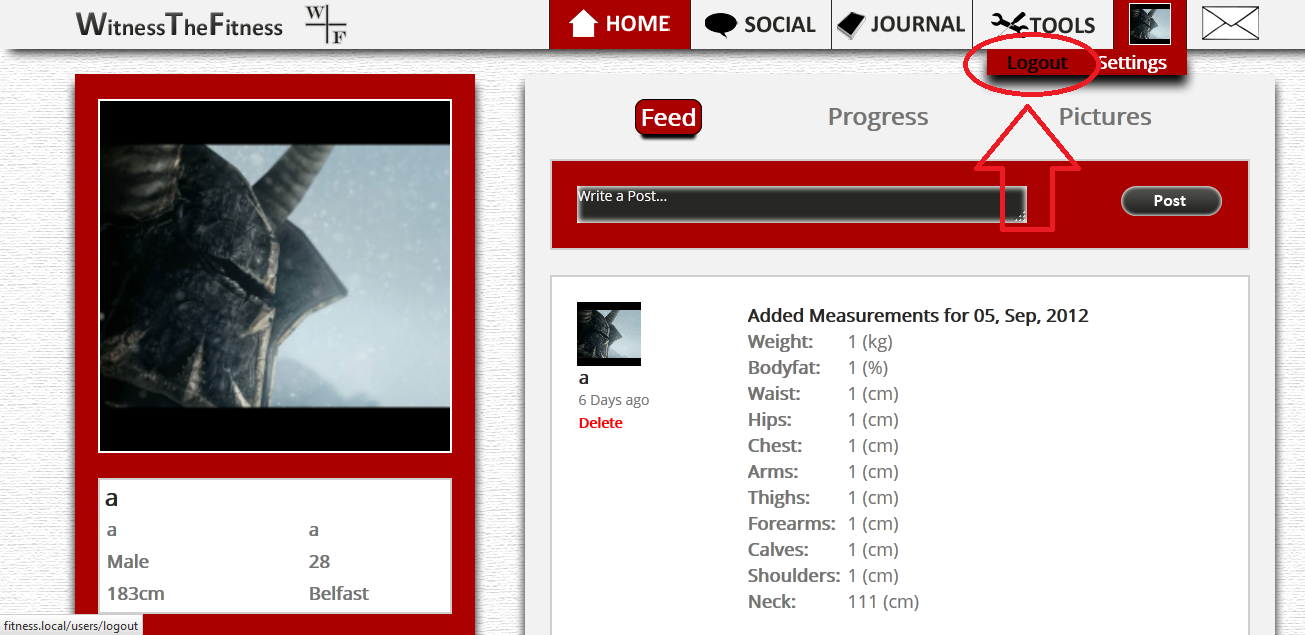 WitnessTheFitness
W
F
HOME
SOCIAL
JOURNAL
TOOLS
Logout
Settings
Feed
Progress
Pictures
Write a Post...
Post
a
6 Days ago
Delete
Added Measurements for 05, Sep, 2012
Weight: 1 (kg)
Bodyfat: 1 (%)
Waist: 1 (cm)
Hips: 1 (cm)
Chest: 1 (cm)
Arms: 1 (cm)
Thighs: 1 (cm)
Forearms: 1 (cm)
Calves: 1 (cm)
Shoulders: 1 (cm)
Neck: 111 (cm)
a
a a
Male 28
183cm Belfast
fitness.local/users/logout